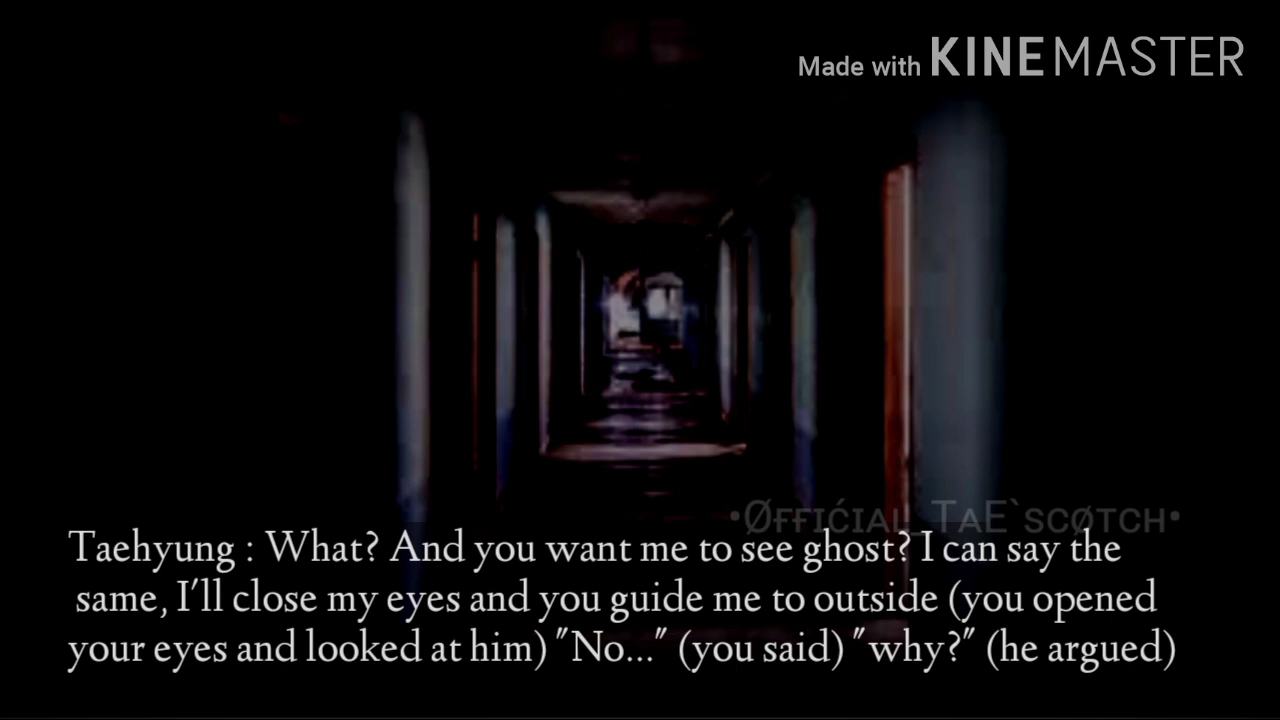 Made with KINEMASTER
•ØFFIĆIAL_TAE`SCØTCH•
Taehyung : What? And you want me to see ghost? I can say the
same, I'll close my eyes and you guide me to outside (you opened
your eyes and looked at him) "No..." (you said) "why?" (he argued)